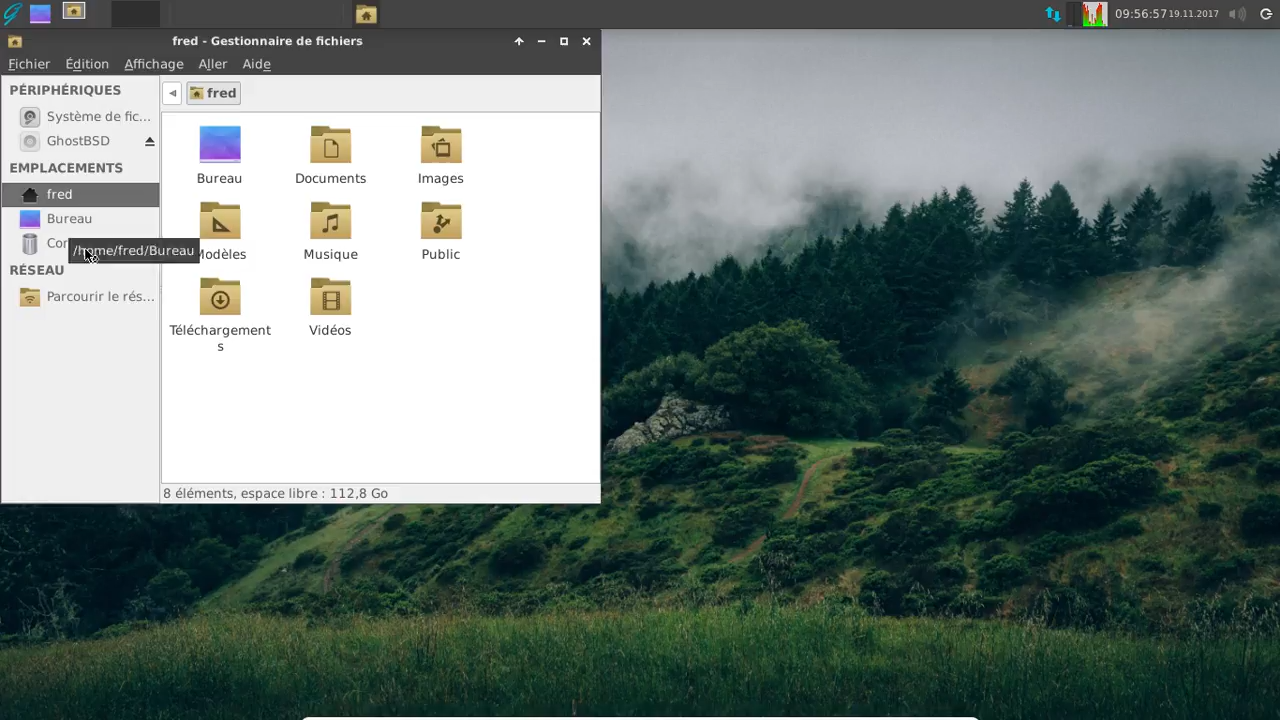 09:56:57 19.11.2017
fred - Gestionnaire de fichiers
Fichier Édition Affichage Aller Aide
PÉRIPHÉRIQUES
Système de fic...
GhostBSD
EMPLACEMENTS
fred
Bureau
Cor
/home/fred/Bureau
RÉSEAU
Parcourir le rés...
fred
Bureau Documents Images
Modèles Musique Public
Téléchargement
s
Vidéos
8 éléments, espace libre : 112,8 Go